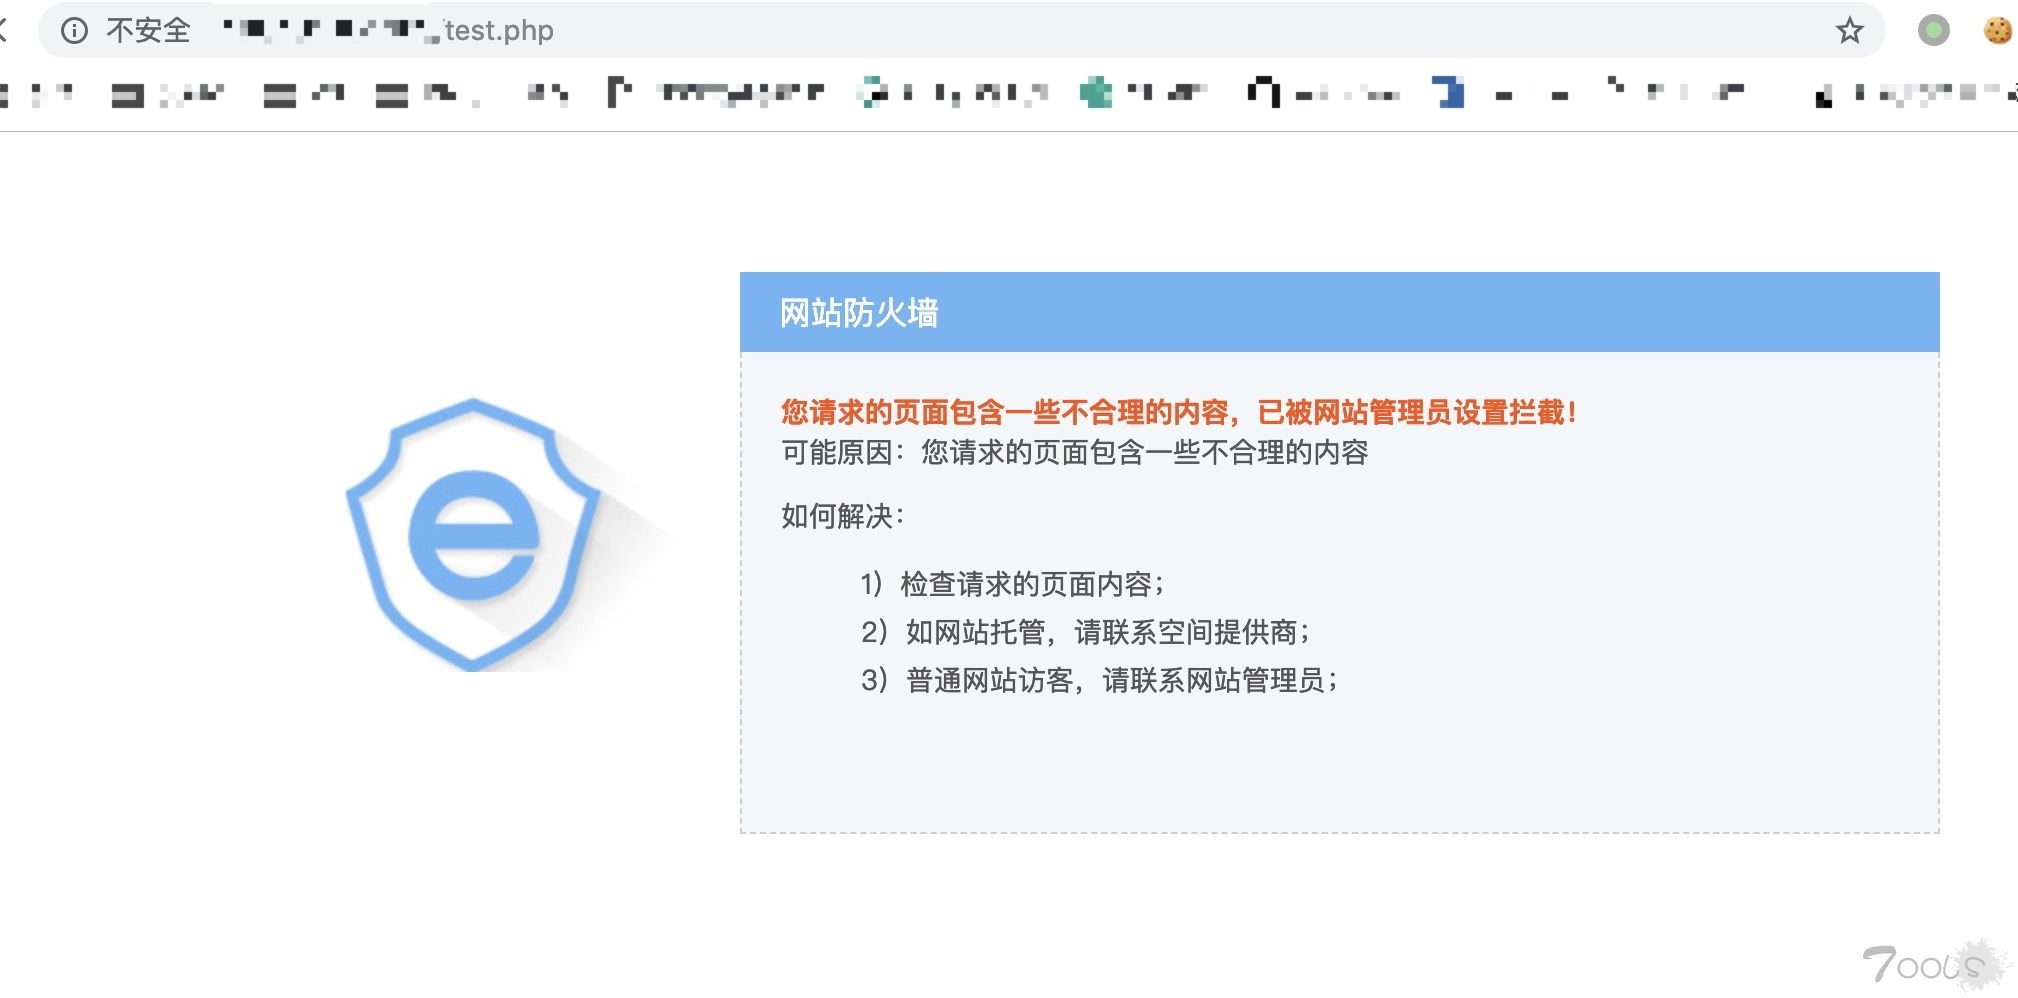 不安全 /test.php
网站防火墙
您请求的页面包含一些不合理的内容，已被网站管理员设置拦截！
可能原因：您请求的页面包含一些不合理的内容
如何解决：
1）检查请求的页面内容；
2）如网站托管，请联系空间提供商；
3）普通网站访客，请联系网站管理员；
7ooLS